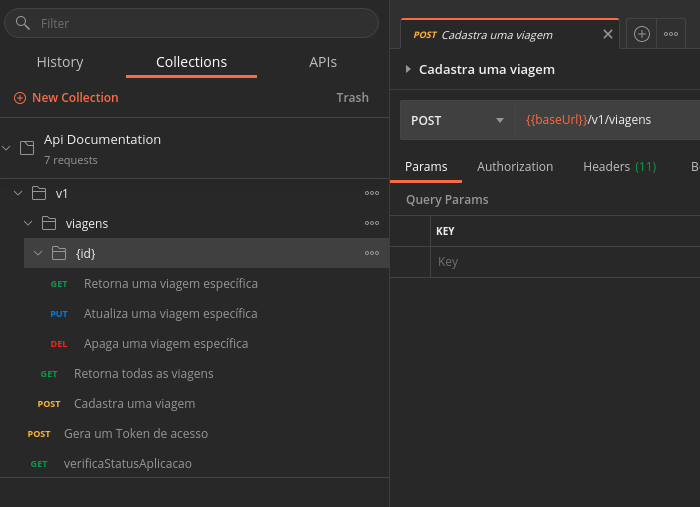 Filter
History
Collections
APIs
New Collection
Trash
Api Documentation
7 requests
v1
viagens
{id}
GET Retorna uma viagem específica
PUT Atualiza uma viagem específica
DEL Apaga uma viagem específica
GET Retorna todas as viagens
POST Cadastra uma viagem
POST Gera um Token de acesso
GET verificaStatusAplicacao
POST Cadastra uma viagem
Cadastra uma viagem
POST {{baseUrl}}/v1/viagens
Params Authorization Headers (11) B
Query Params
KEY
Key